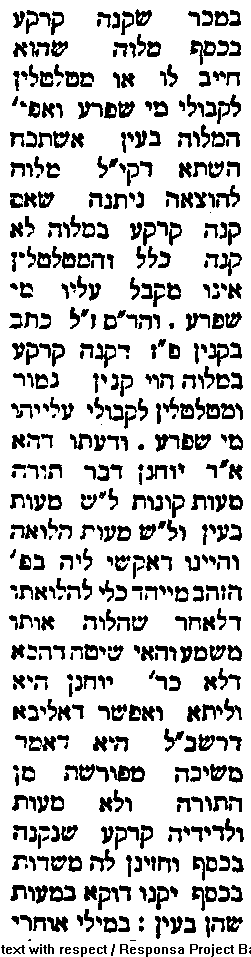 במכר שקנה קרקע
בכסף מלוה שהוא
חייב לו או מטלטלין
לקבולי מי שפרע ואפי'
המלוה בעין אשתכח
השתא דקי"ל מלוה
להוצאה ניתנה שאם
קנה קרקע במלוה לא
קנה כלל והמטלטלין
אינו מקבל עליו מי
שפרע . והד"ם ז"ל כתב
בקנין פ"ז דקנה קרקע
במלוה הוי קנין גמור
ומטלטלין לקבולי עלייהו
מי שפרע . ודעתו דהא
א"ר יוחנן דבר תורה
מעות קונות ל"ש מעות
בעין ול"ש מעות הלואה
והיינו דאקשי ליה בפ'
הזהב מייהד כלי להלואתו
דלאחר שהלוה אותו
משמע והאי שיטה דהכא
דלא כר' יוחנן היא
וליתא ואפשר דאליבא
דרשב"ל היא דאמר
משיכה מפורשת מן
התורה ולא מעות
ולדידיה קרקע שנקנה
בכסף וחזינן לה משדות
בכסף יקנו דוקא במעות
שהן בעין : במילי אוחרי
text with respect / Responsa Project Ba